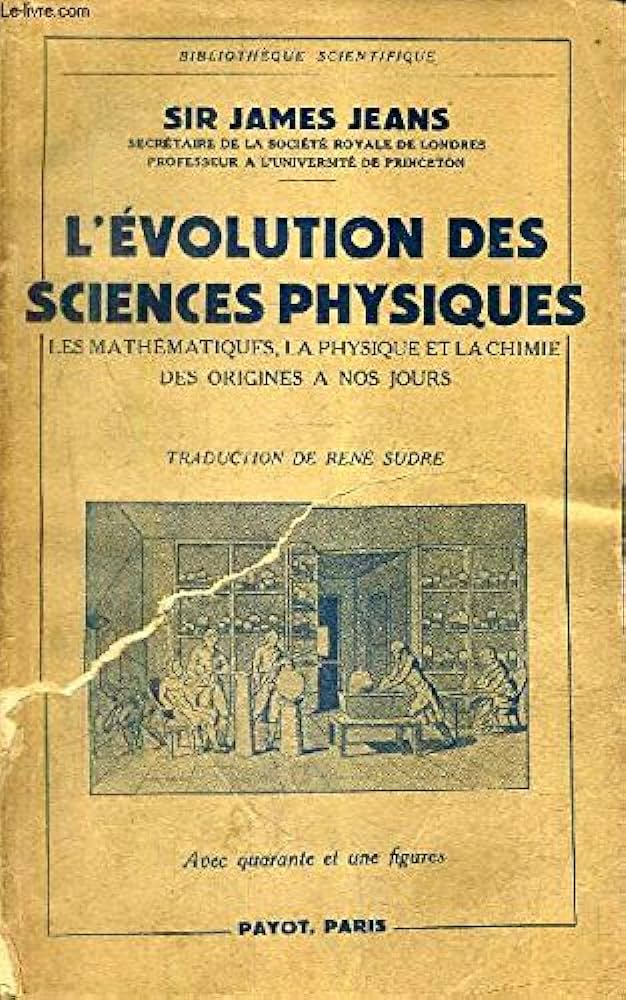 Le-livre.com
BIBLIOTHÈQUE SCIENTIFIQUE
SIR JAMES JEANS
SECRÉTAIRE DE LA SOCIÉTÉ ROYALE DE LONDRES
PROFESSEUR A L'UNIVERSITÉ DE PRINCETON
L'ÉVOLUTION DES
SCIENCES PHYSIQUES
LES MATHÉMATIQUES, LA PHYSIQUE ET LA CHIMIE
DES ORIGINES A NOS JOURS
TRADUCTION DE RENÉ SUDRE
Avec quarante et une figures
PAYOT, PARIS